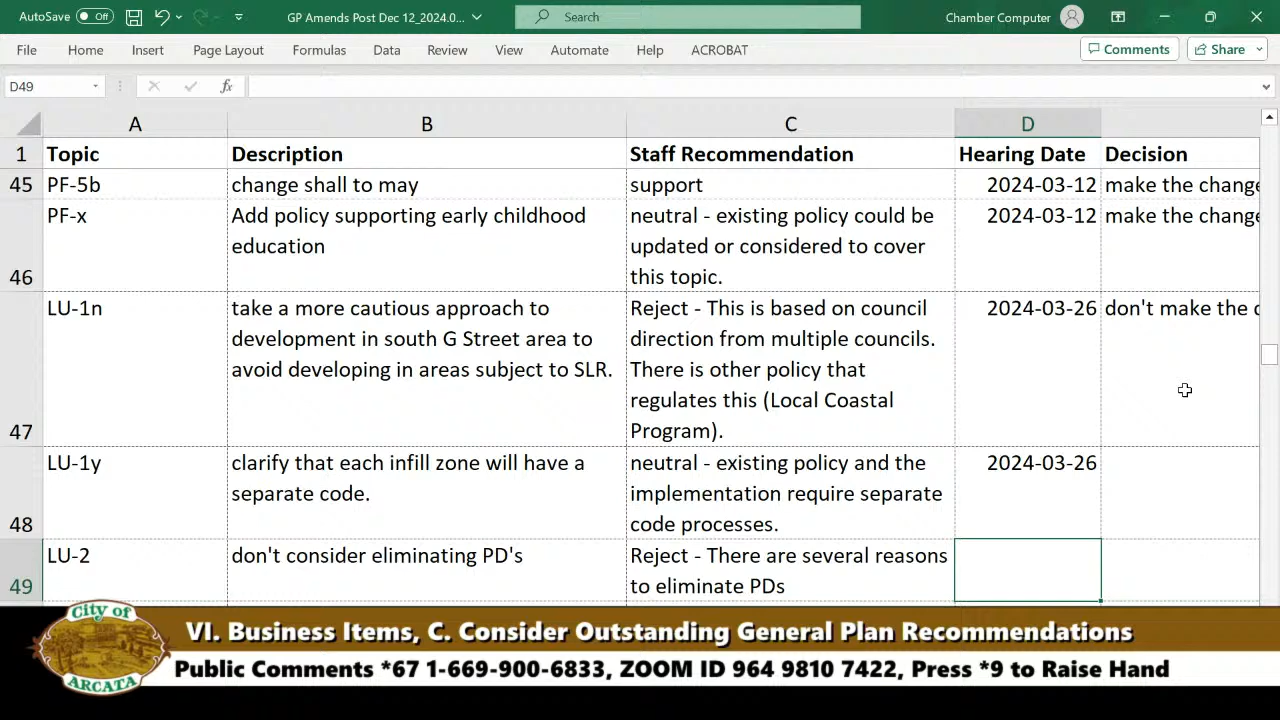 AutoSave Off GP Amends Post Dec 12_2024.0... Search Chamber Computer
File Home Insert Page Layout Formulas Data Review View Automate Help ACROBAT Comments Share
D49 fx
A B C D
1 Topic Description Staff Recommendation Hearing Date Decision
45 PF-5b change shall to may support 2024-03-12 make the change
PF-x Add policy supporting early childhood neutral - existing policy could be 2024-03-12 make the change
education updated or considered to cover
46 this topic.
LU-1n take a more cautious approach to Reject - This is based on council 2024-03-26 don't make the c
development in south G Street area to direction from multiple councils.
avoid developing in areas subject to SLR. There is other policy that
regulates this (Local Coastal
47 Program).
LU-1y clarify that each infill zone will have a neutral - existing policy and the 2024-03-26
separate code. implementation require separate
48 code processes.
LU-2 don't consider eliminating PD's Reject - There are several reasons
49 to eliminate PDs
City of
ARCATA
VI. Business Items, C. Consider Outstanding General Plan Recommendations
Public Comments *67 1-669-900-6833, ZOOM ID 964 9810 7422, Press *9 to Raise Hand